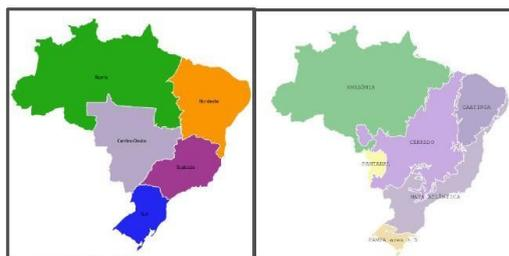 Norte
Nordeste
Centro-Oeste
Sudeste
Sul
AMAZÔNIA
CAATINGA
CERRADO
PANTANAL
MATA ATLÂNTICA
PAMPA